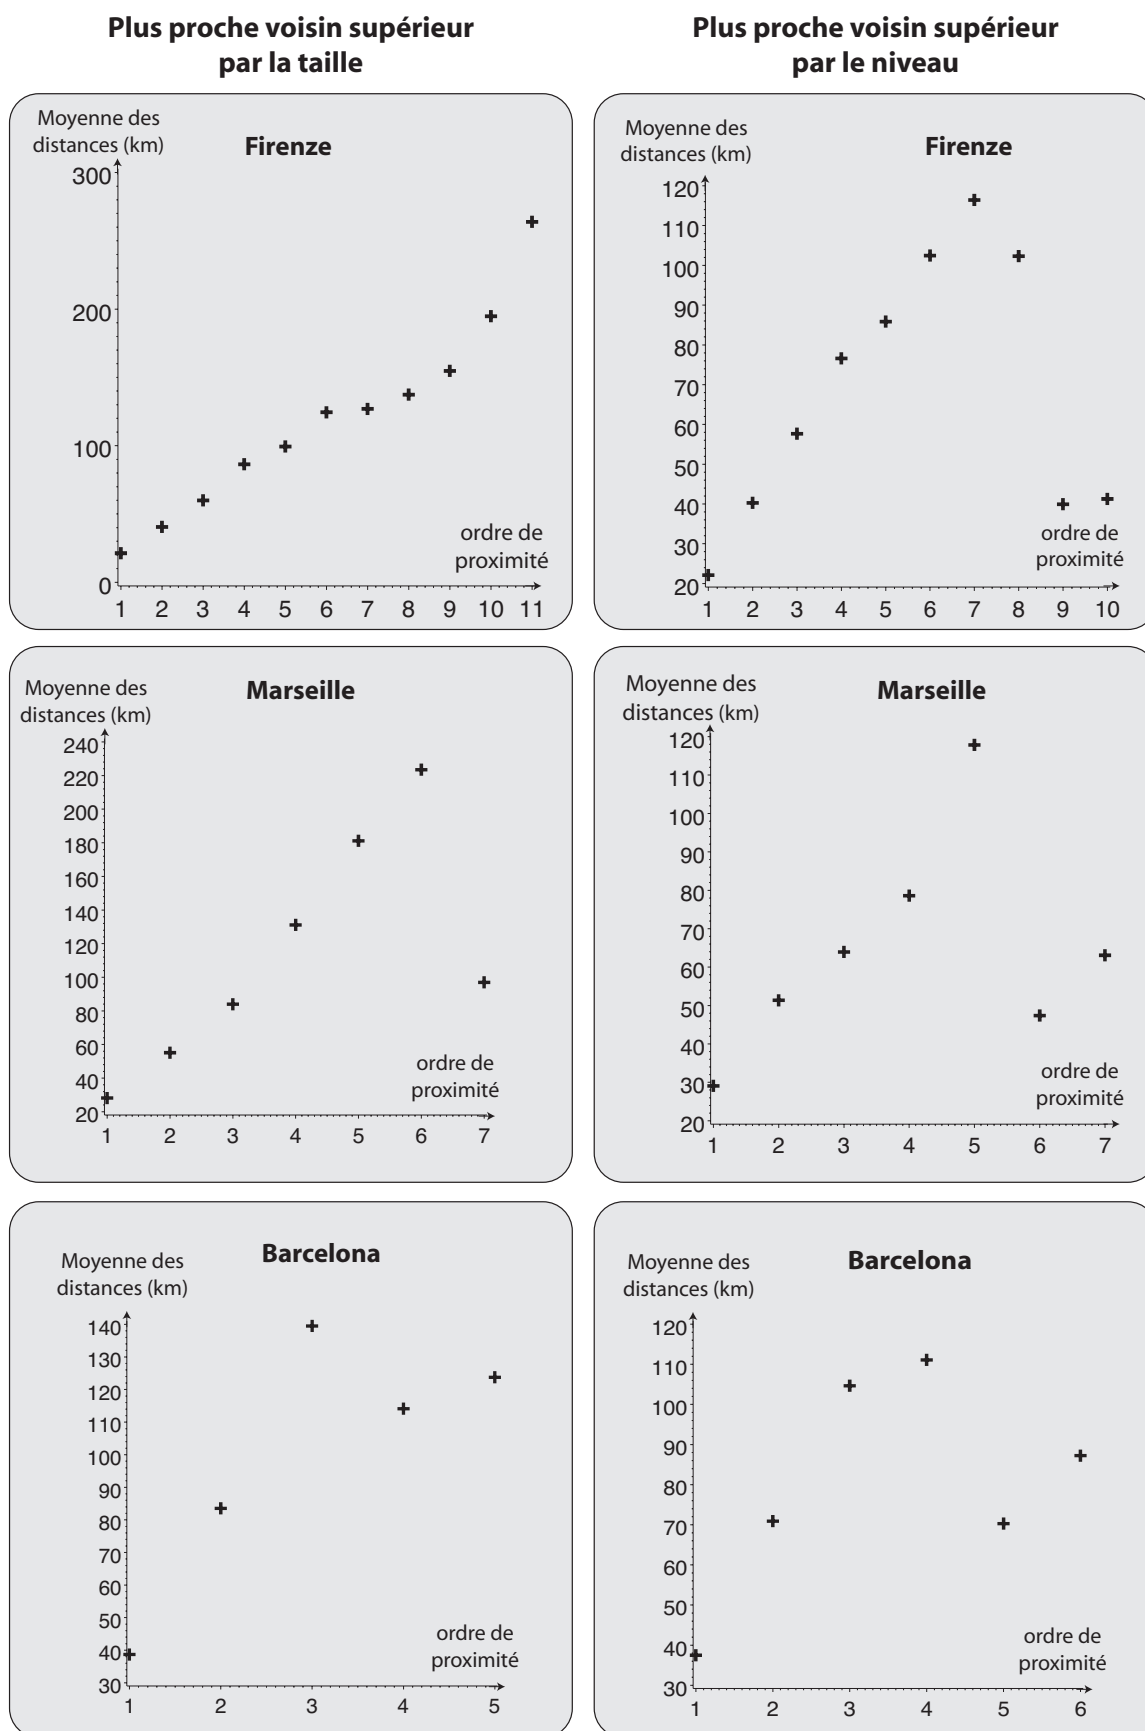 Plus proche voisin supérieur
par la taille
Plus proche voisin supérieur
par le niveau
Moyenne des
distances (km)
Firenze
300
200
100
0
ordre de
proximité
1 2 3 4 5 6 7 8 9 10 11
Moyenne des
distances (km)
Firenze
120
110
100
90
80
70
60
50
40
30
20
ordre de
proximité
1 2 3 4 5 6 7 8 9 10
Moyenne des
distances (km)
Marseille
240
220
200
180
160
140
120
100
80
60
40
20
ordre de
proximité
1 2 3 4 5 6 7
Moyenne des
distances (km)
Marseille
120
110
100
90
80
70
60
50
40
30
20
ordre de
proximité
1 2 3 4 5 6 7
Moyenne des
distances (km)
Barcelona
140
130
120
110
100
90
80
70
60
50
40
30
ordre de
proximité
1 2 3 4 5
Moyenne des
distances (km)
Barcelona
120
110
100
90
80
70
60
50
40
30
ordre de
proximité
1 2 3 4 5 6